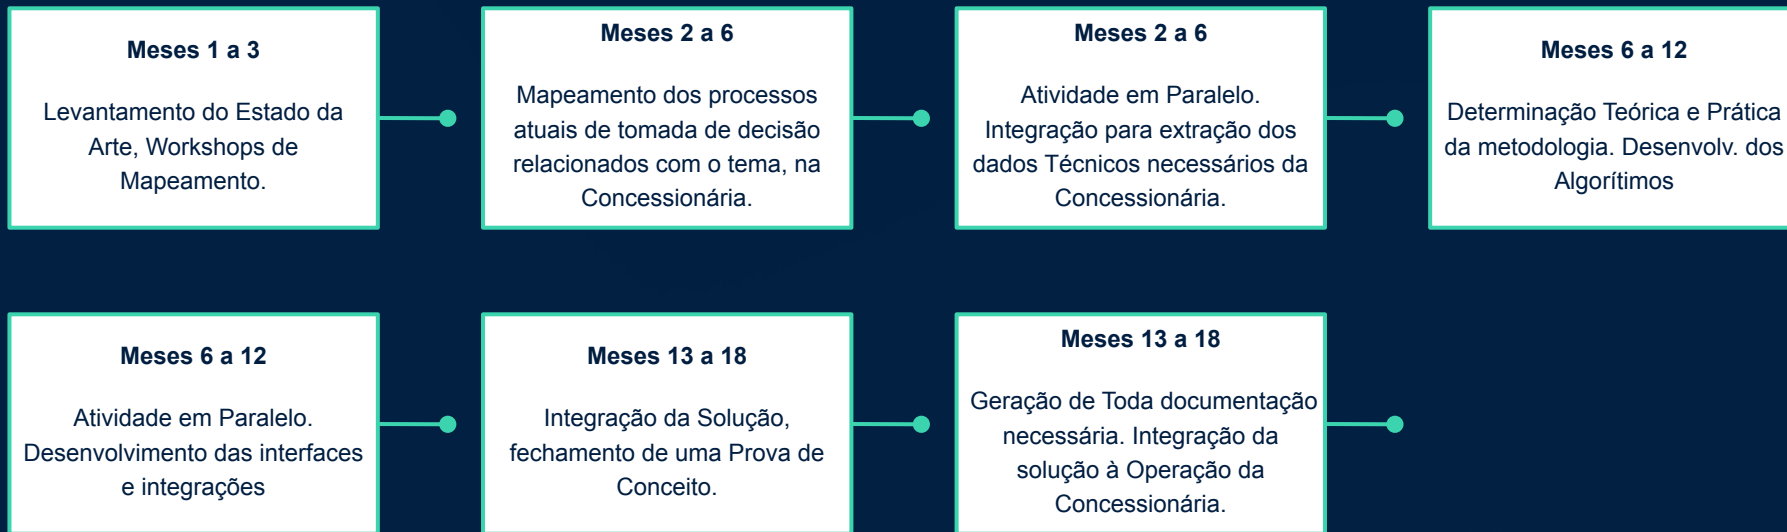 Meses 1 a 3
Levantamento do Estado da
Arte, Workshops de
Mapeamento.
Meses 2 a 6
Mapeamento dos processos
atuais de tomada de decisão
relacionados com o tema, na
Concessionária.
Meses 2 a 6
Atividade em Paralelo.
Integração para extração dos
dados Técnicos necessários da
Concessionária.
Meses 6 a 12
Determinação Teórica e Prática
da metodologia. Desenvolv. dos
Algorítimos
Meses 6 a 12
Atividade em Paralelo.
Desenvolvimento das interfaces
e integrações
Meses 13 a 18
Integração da Solução,
fechamento de uma Prova de
Conceito.
Meses 13 a 18
Geração de Toda documentação
necessária. Integração da
solução à Operação da
Concessionária.